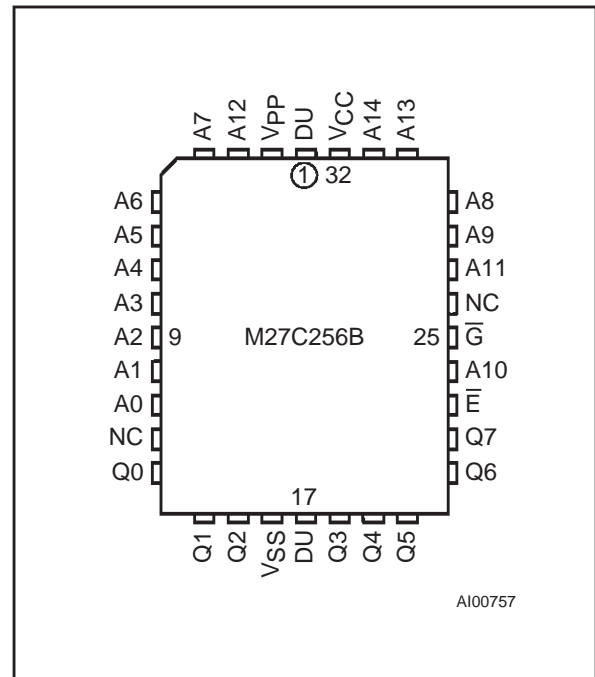 A7 A12 VPP DU VCC A14 A13
1 32
A6 A8
A5 A9
A4 A11
A3 NC
A2 9 M27C256B 25 G̅
A1 A10
A0 E̅
NC Q7
Q0 Q6
17
Q1 Q2 VSS DU Q3 Q4 Q5
AI00757